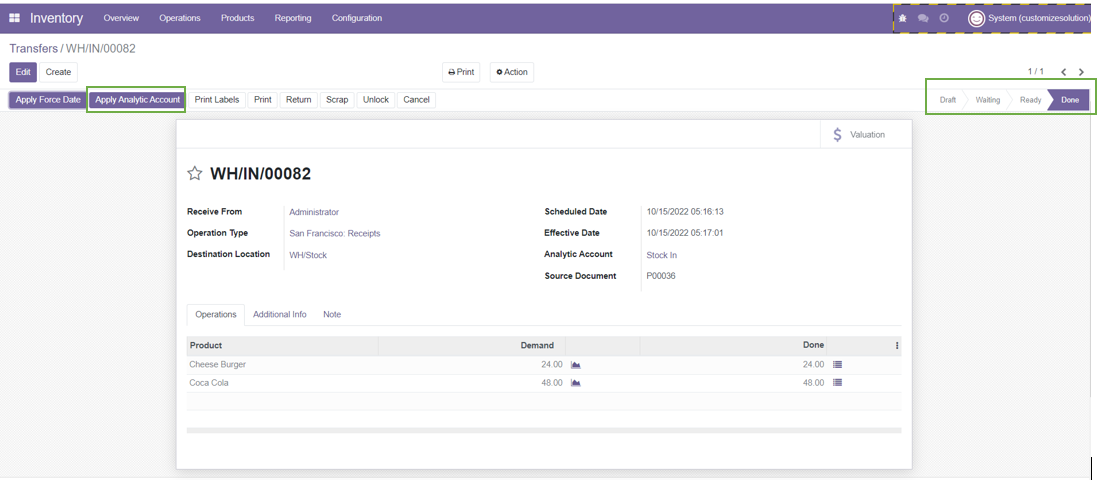 Inventory Overview Operations Products Reporting Configuration System (customizesolution)
Transfers / WH/IN/00082
Edit Create Print Action 1 / 1
Apply Force Date Apply Analytic Account Print Labels Print Return Scrap Unlock Cancel Draft Waiting Ready Done
$ Valuation
WH/IN/00082
Receive From Administrator Scheduled Date 10/15/2022 05:16:13
Operation Type San Francisco: Receipts Effective Date 10/15/2022 05:17:01
Destination Location WH/Stock Analytic Account Stock In
Source Document P00036
Operations Additional Info Note
Product Demand Done
Cheese Burger 24.00 24.00
Coca Cola 48.00 48.00